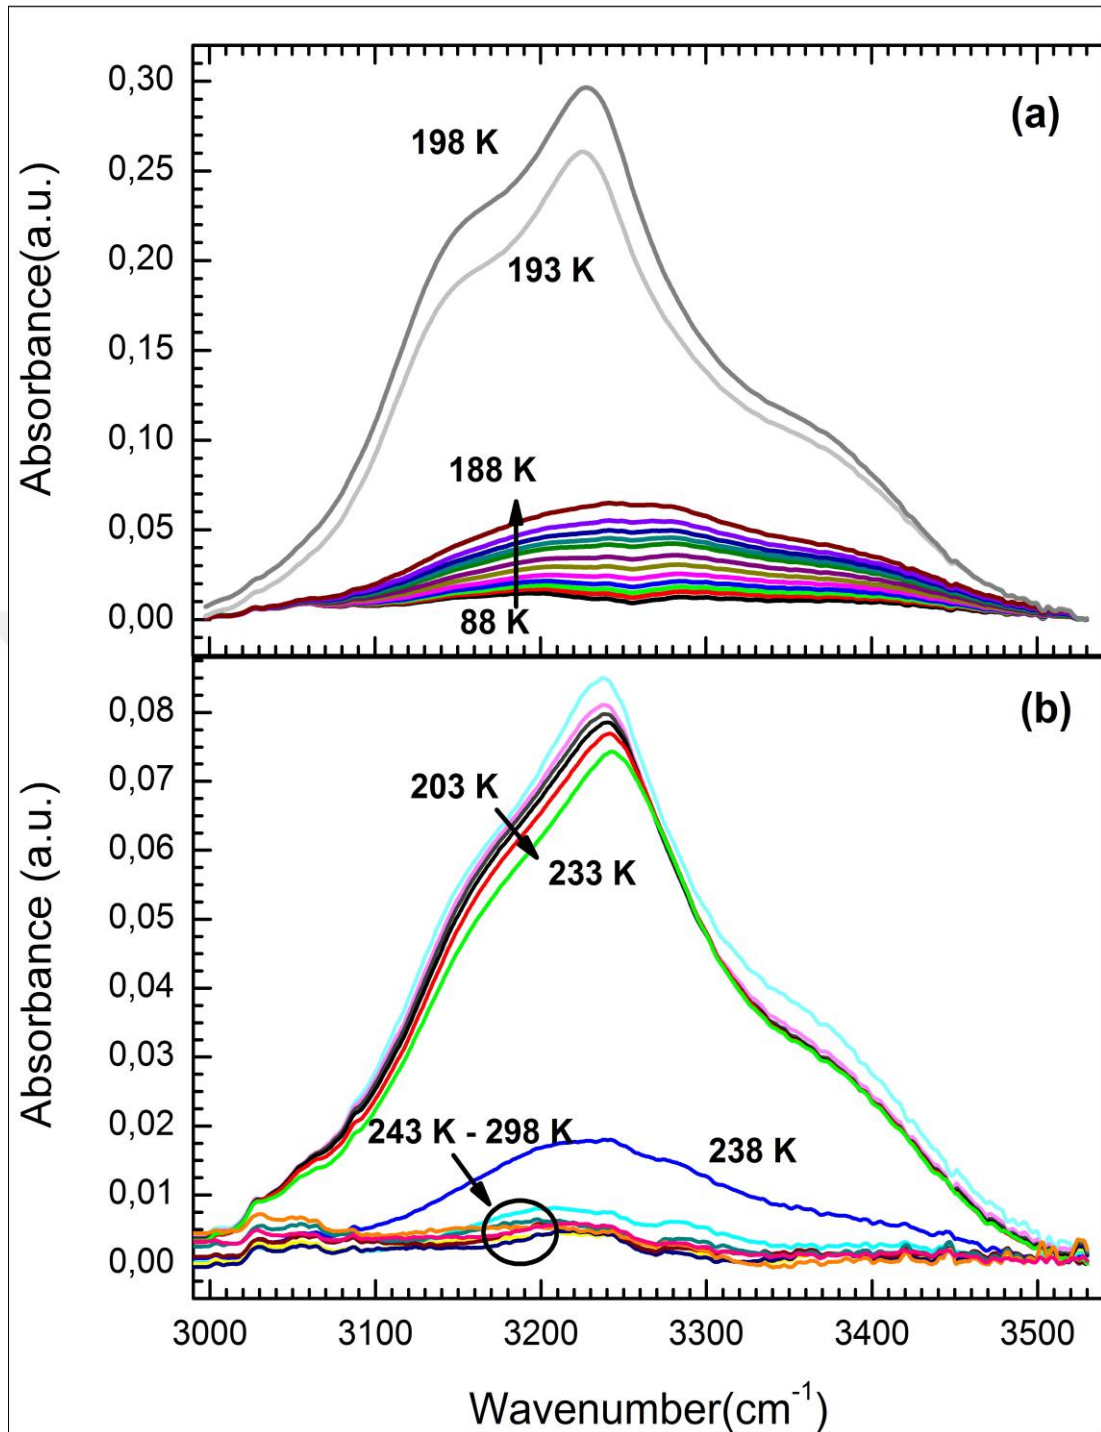 (a)
0,30
0,25
0,20
0,15
0,10
0,05
0,00
Absorbance(a.u.)
198 K
193 K
188 K
88 K
(b)
0,08
0,07
0,06
0,05
0,04
0,03
0,02
0,01
0,00
Absorbance (a.u.)
203 K
233 K
243 K - 298 K
238 K
3000 3100 3200 3300 3400 3500
Wavenumber(cm⁻¹)